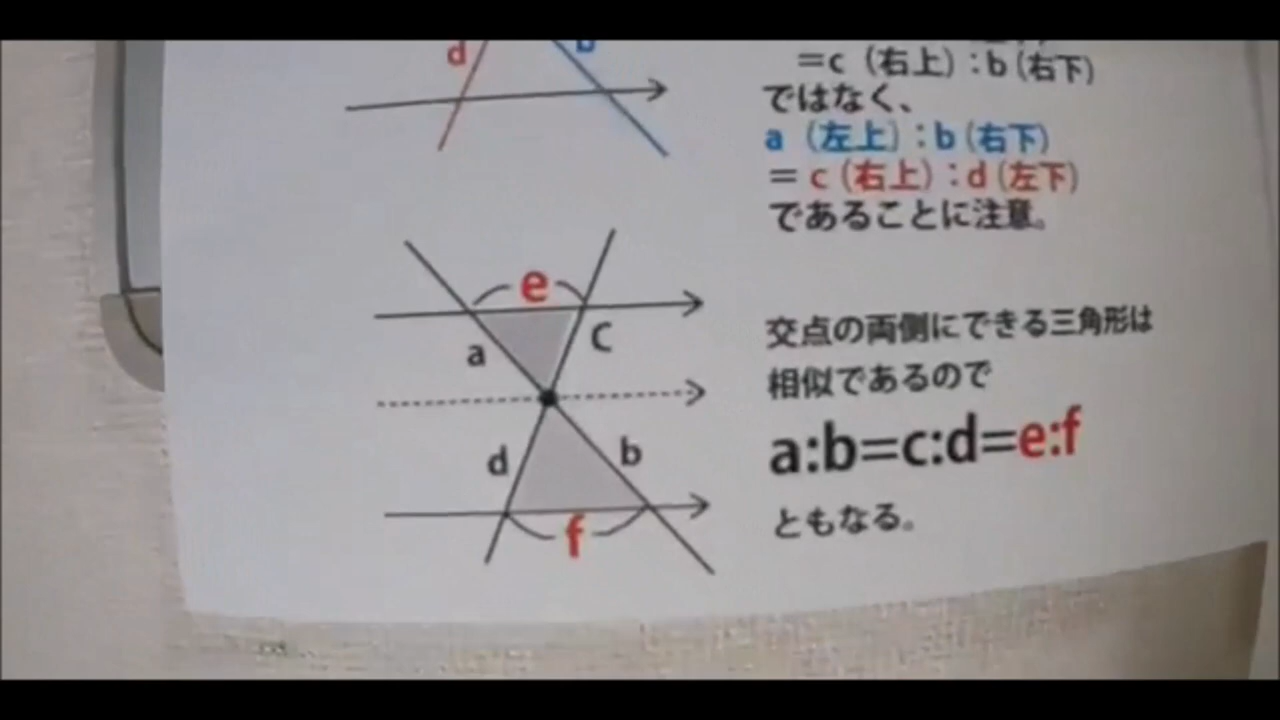 d
b
=c（右上）：b（右下）
ではなく、
a（左上）：b（右下）
=c（右上）：d（左下）
であることに注意。
e
a
c
d
b
f
交点の両側にできる三角形は
相似であるので
a:b=c:d=e:f
ともなる。